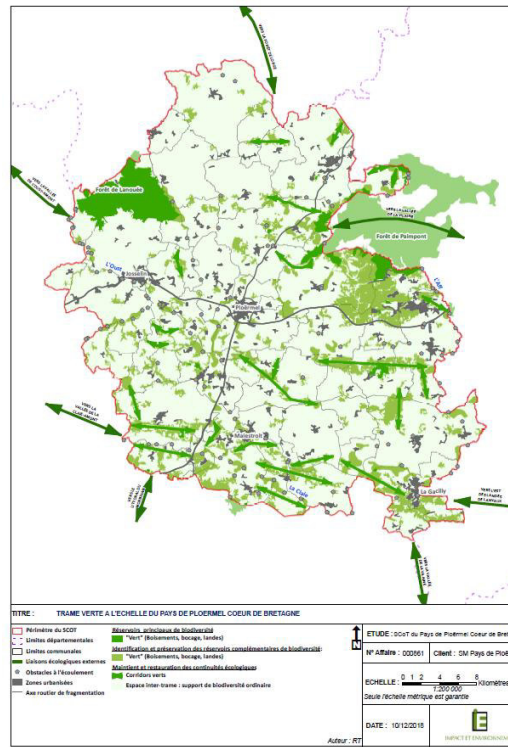 Forêt de Lanouée
Forêt de Paimpont
L'Oust
Josselin
L'Aff
Ploërmel
Malestroit
La Claie
La Gacilly
TITRE : TRAME VERTE A L'ECHELLE DU PAYS DE PLOERMEL COEUR DE BRETAGNE
Périmètre du SCOT
Limites départementales
Limites communales
Liaisons écologiques externes
Obstacles à l'écoulement
Zones urbanisées
Axe routier de fragmentation
Réservoirs principaux de biodiversité
"Vert" (Boisements, bocage, landes)
Identification et préservation des réservoirs complémentaires de biodiversité:
"Vert" (Boisements, bocage, landes)
Maintient et restauration des continuités écologiques
Corridors verts
Espace inter-trame : support de biodiversité ordinaire
Auteur : RT
N
ETUDE : SCoT du Pays de Ploërmel Coeur de Bret
N° Affaire : 000661 Client : SM Pays de Ploë
ECHELLE : 0 1 2 4 6 8 Kilomètres
1:200 000
Seule l'échelle métrique est garantie
DATE : 10/12/2018
IMPACT ET ENVIRONNEM